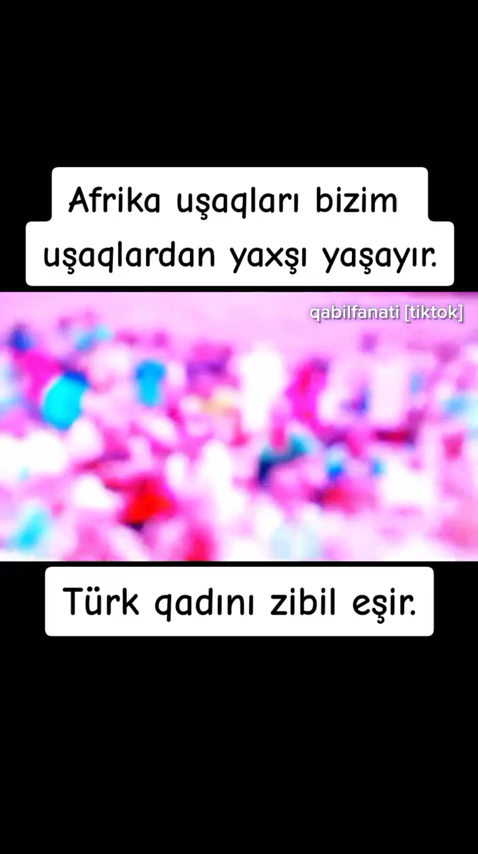 Afrika uşaqları bizim
uşaqlardan yaxşı yaşayır.
qabilfanati [tiktok]
Türk qadını zibil eşir.